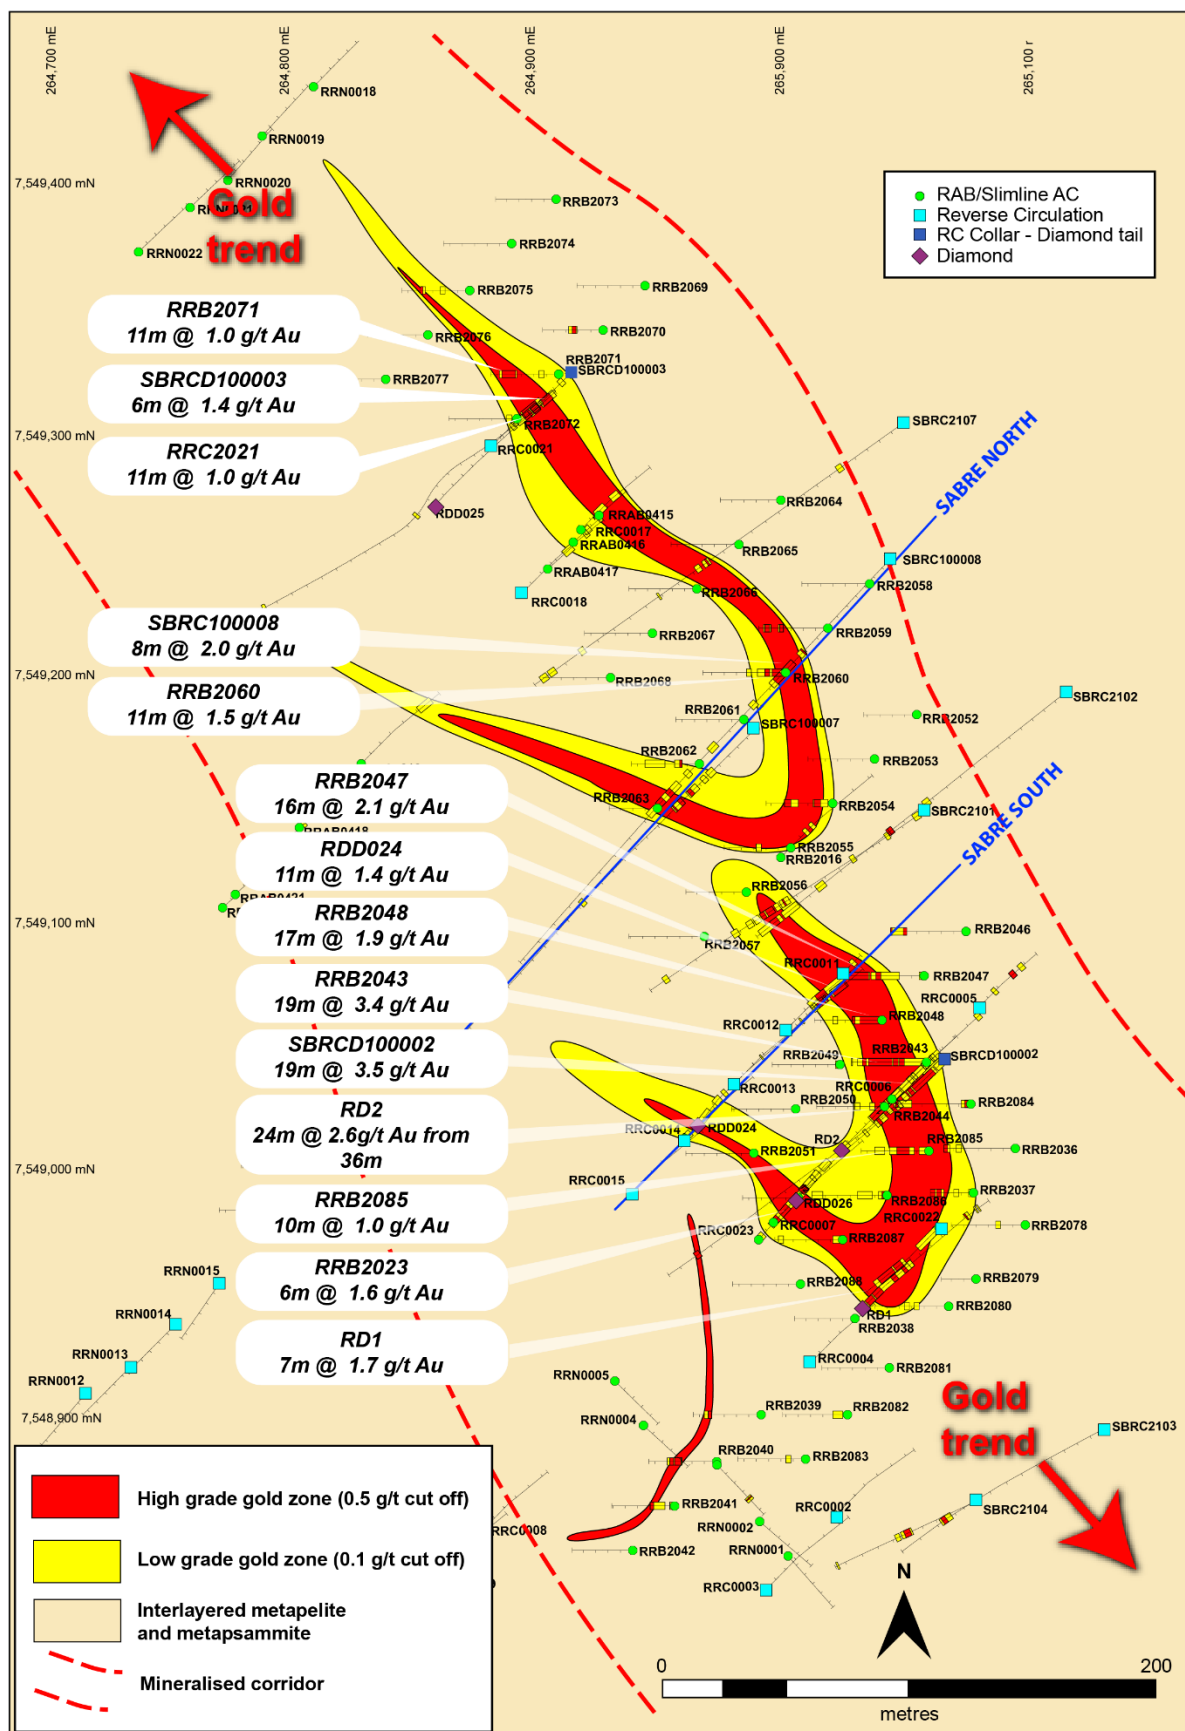 264,700 mE
264,800 mE
264,900 mE
265,900 mE
265,100 r
RRN0018
RRN0019
RRN0020
RRN0022
7,549,400 mN
Gold
trend
RAB/Slimline AC
Reverse Circulation
RC Collar - Diamond tail
Diamond
RRB2073
RRB2074
RRB2075
RRB2069
RRB2076
RRB2070
RRB2071
SBRCD100003
RRB2077
RRB2071
11m @ 1.0 g/t Au
SBRCD100003
6m @ 1.4 g/t Au
RRC2021
11m @ 1.0 g/t Au
7,549,300 mN
RRB2072
RRC0021
RDD025
SBRC2107
SABRE NORTH
RRB2064
RRAB0415
RRC0017
RRAB0416
RRB2065
RRAB0417
RRC0018
RRB2066
SBRC100008
RRB2058
RRB2067
RRB2059
SBRC100008
8m @ 2.0 g/t Au
7,549,200 mN
RRB2068
RRB2060
RRB2060
11m @ 1.5 g/t Au
SBRC2102
RRB2061
SBRC100007
RRB2052
RRB2062
RRB2053
SABRE SOUTH
RRB2063
RRB2054
SBRC2101
RRAB0418
RRB2047
16m @ 2.1 g/t Au
RRB2055
RRB2016
RDD024
11m @ 1.4 g/t Au
RRB2056
RRAB0421
7,549,100 mN
RRB2048
17m @ 1.9 g/t Au
RRB2057
RRB2046
RRC0011
RRB2047
RRB2043
19m @ 3.4 g/t Au
RRC0005
RRC0012
RRB2048
SBRCD100002
19m @ 3.5 g/t Au
RRB2049
RRB2043
SBRCD100002
RRC0013
RRC0006
RRB2050
RRB2044
RRB2084
RD2
24m @ 2.6g/t Au from
36m
RRC0014
RDD024
RD2
RRB2085
RRB2051
RRB2036
7,549,000 mN
RRC0015
RRB2085
10m @ 1.0 g/t Au
RDD026
RRB2086
RRB2037
RRC0023
RRC0007
RRC0022
RRB2078
RRB2087
RRB2023
6m @ 1.6 g/t Au
RRB2088
RRB2079
RD1
RRB2080
RRB2038
RD1
7m @ 1.7 g/t Au
RRN0015
RRN0014
RRN0013
RRN0012
RRC0004
RRB2081
RRN0005
RRB2039
RRB2082
RRN0004
7,548,900 mN
Gold
trend
SBRC2103
RRB2040
RRB2083
RRB2041
RRC0002
SBRC2104
RRN0002
RRC0008
RRB2042
RRN0001
RRC0003
N
High grade gold zone (0.5 g/t cut off)
Low grade gold zone (0.1 g/t cut off)
Interlayered metapelite
and metapsammite
Mineralised corridor
0
200
metres